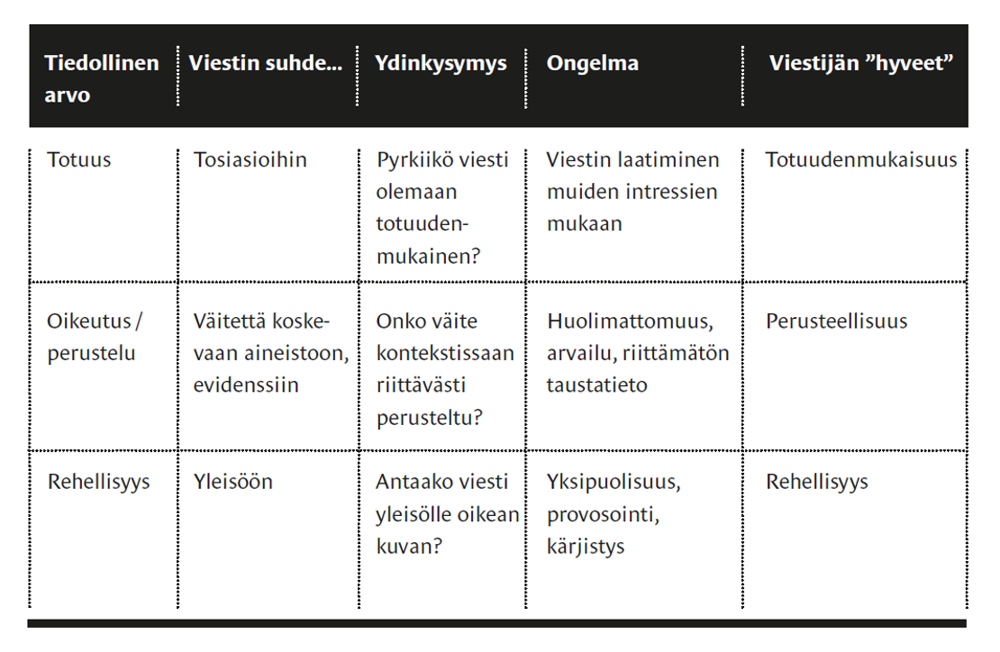 Tiedollinen arvo Viestin suhde... Ydinkysymys Ongelma Viestijän ”hyveet”
Totuus
Tosiasioihin
Pyrkiikö viesti
olemaan
totuuden-
mukainen?
Viestin laatiminen
muiden intressien
mukaan
Totuudenmukaisuus
Oikeutus /
perustelu
Väitettä koske-
vaan aineistoon,
evidenssiin
Onko väite
kontekstissaan
riittävästi
perusteltu?
Huolimattomuus,
arvailu, riittämätön
taustatieto
Perusteellisuus
Rehellisyys
Yleisöön
Antaako viesti
yleisölle oikean
kuvan?
Yksipuolisuus,
provosointi,
kärjistys
Rehellisyys